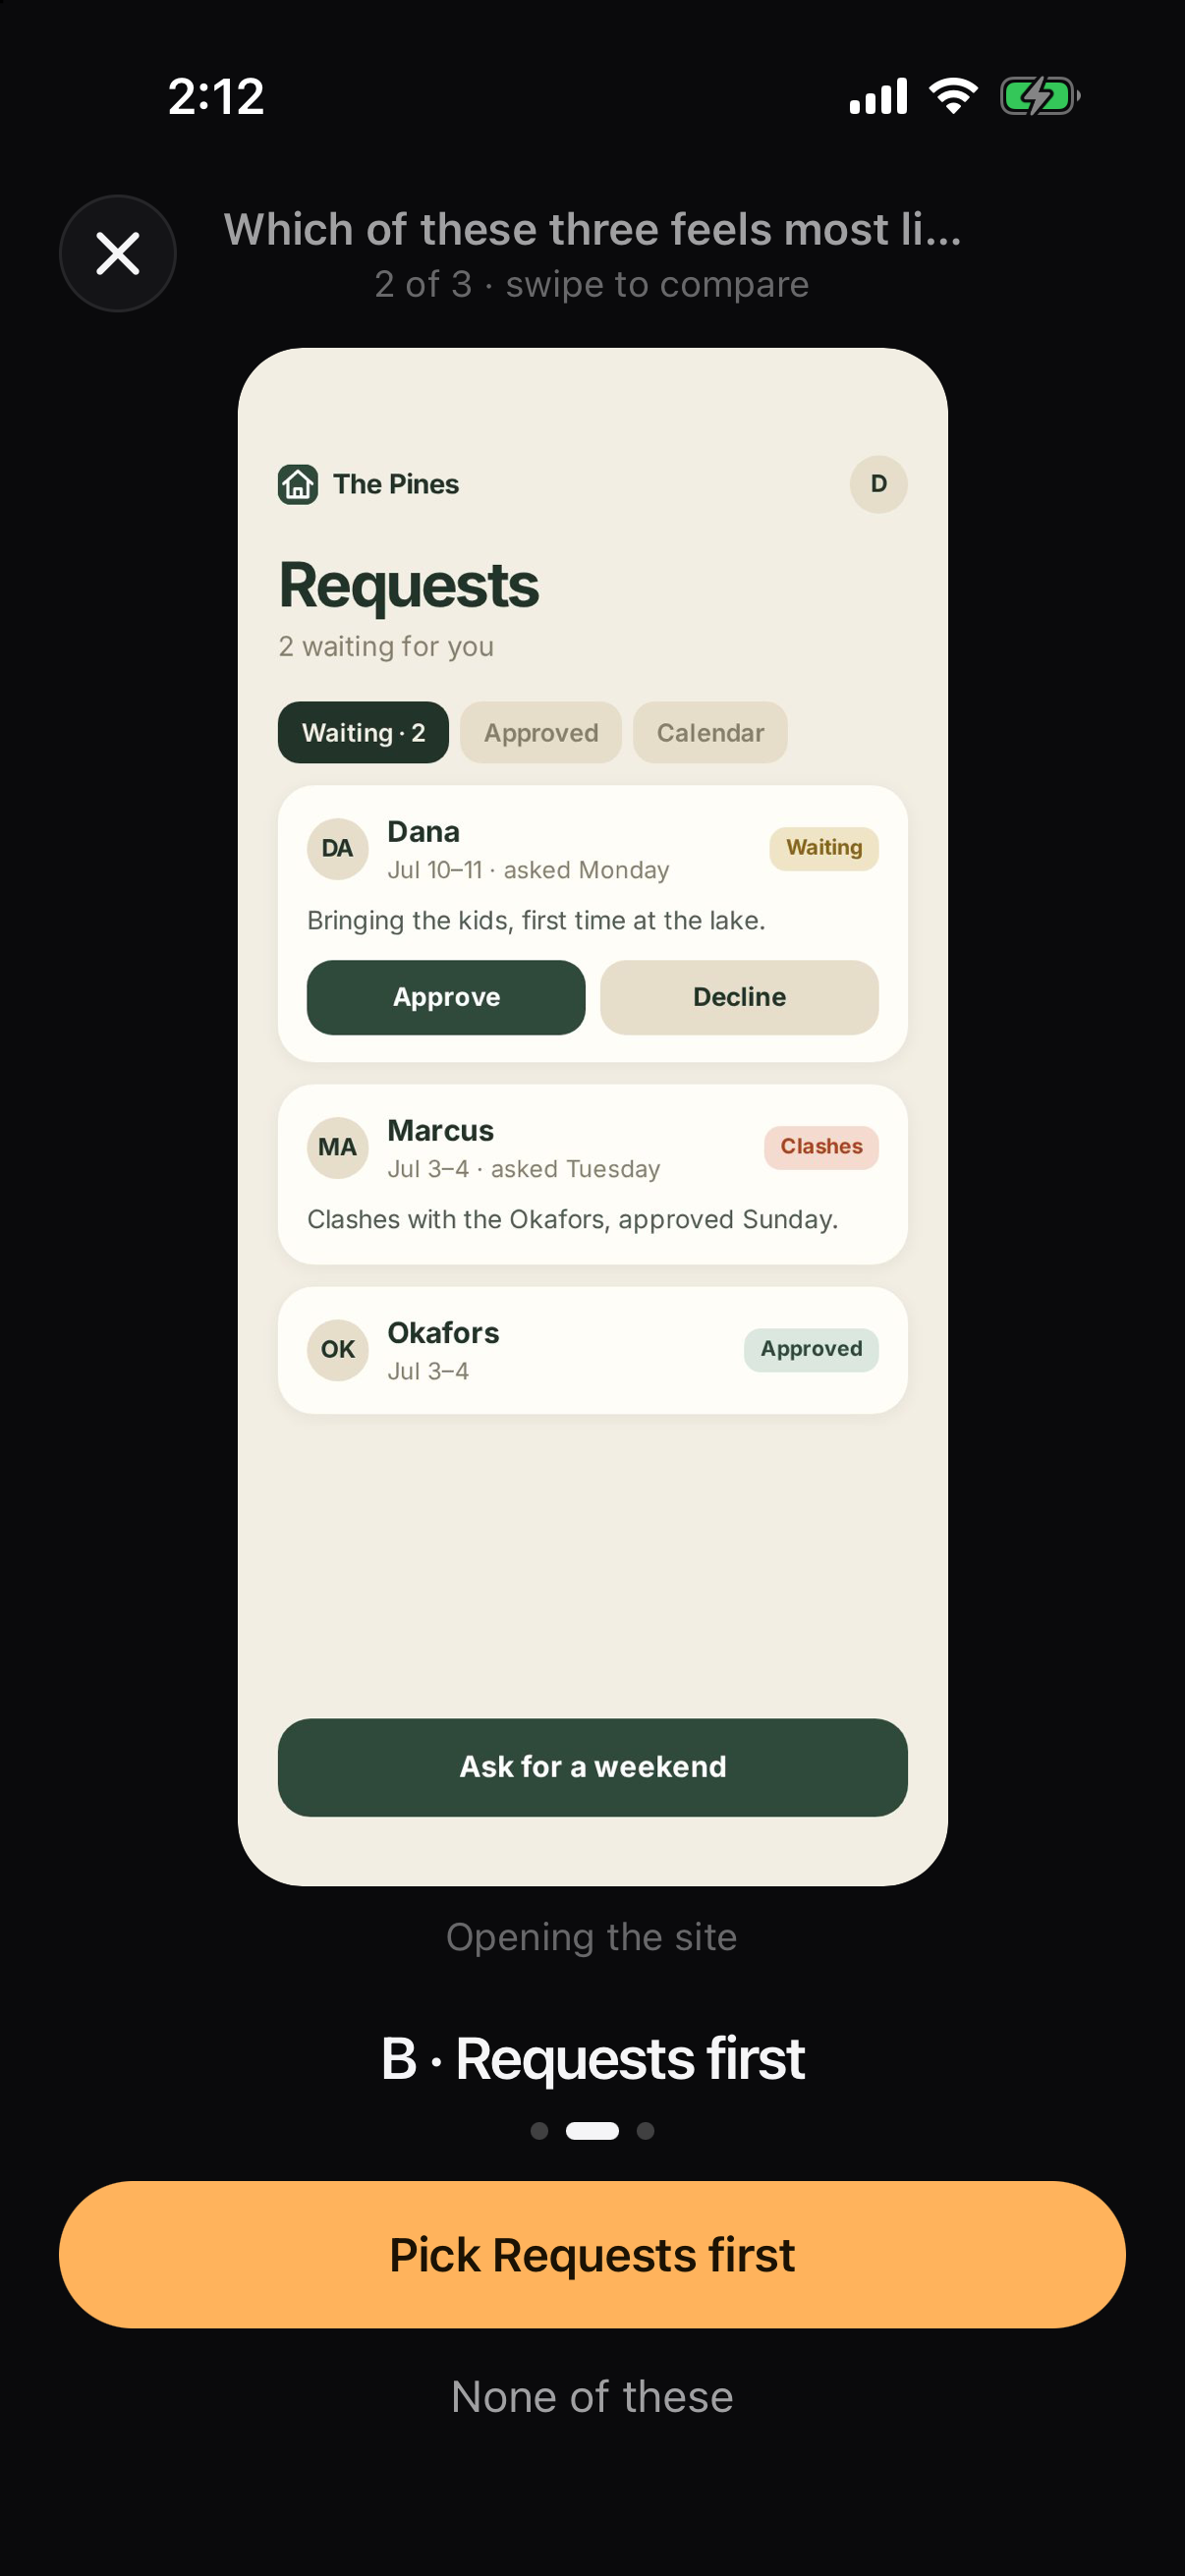 2:12
Which of these three feels most li...
2 of 3 · swipe to compare
The Pines
D
Requests
2 waiting for you
Waiting · 2
Approved
Calendar
DA
Dana
Jul 10–11 · asked Monday
Waiting
Bringing the kids, first time at the lake.
Approve
Decline
MA
Marcus
Jul 3–4 · asked Tuesday
Clashes
Clashes with the Okafors, approved Sunday.
OK
Okafors
Jul 3–4
Approved
Ask for a weekend
Opening the site
B · Requests first
Pick Requests first
None of these